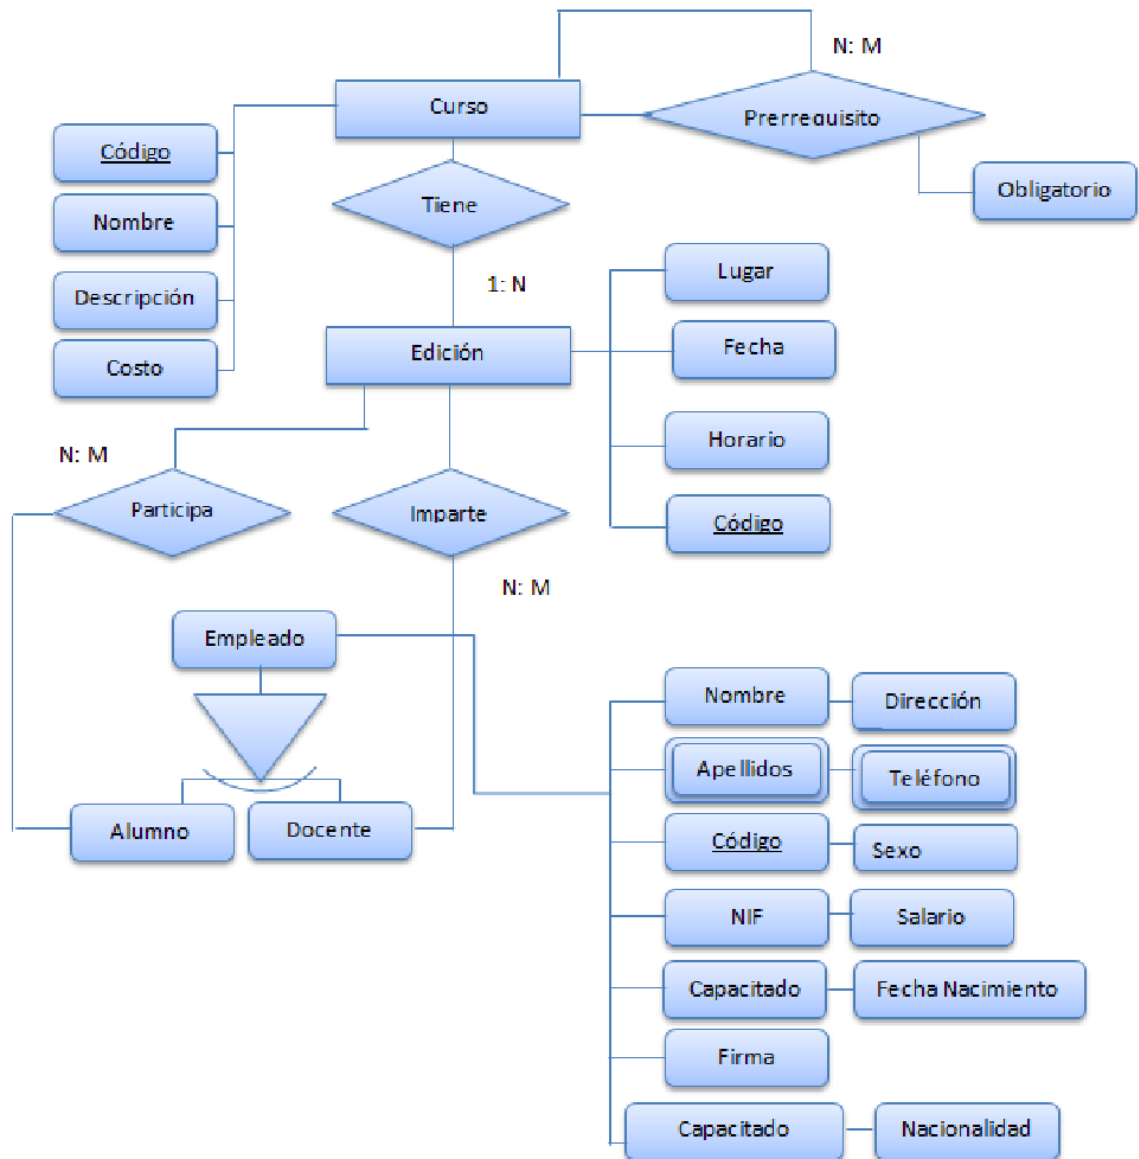 N: M
Curso
Prerrequisito
Código
Obligatorio
Nombre
Tiene
Lugar
1: N
Descripción
Fecha
Edición
Costo
Horario
N: M
Participa
Imparte
Código
N: M
Empleado
Nombre
Dirección
Apellidos
Teléfono
Alumno
Docente
Código
Sexo
NIF
Salario
Capacitado
Fecha Nacimiento
Firma
Capacitado
Nacionalidad